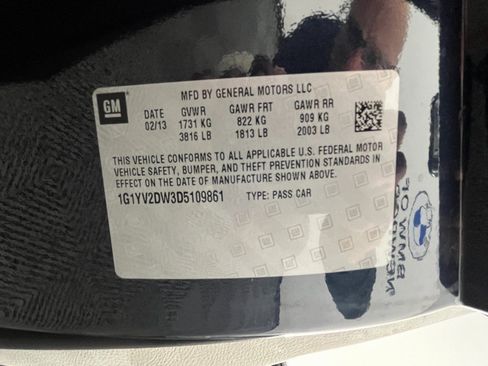 MFD BY GENERAL MOTORS LLC
GM
DATE GVWR GAWR FRT GAWR RR
02/13 1731 KG 822 KG 909 KG
3816 LB 1813 LB 2003 LB
THIS VEHICLE CONFORMS TO ALL APPLICABLE U.S. FEDERAL MOTOR
VEHICLE SAFETY, BUMPER, AND THEFT PREVENTION STANDARDS IN
EFFECT ON THE DATE OF MANUFACTURE SHOWN ABOVE.
1G1YV2DW3D5109861 TYPE: PASS CAR